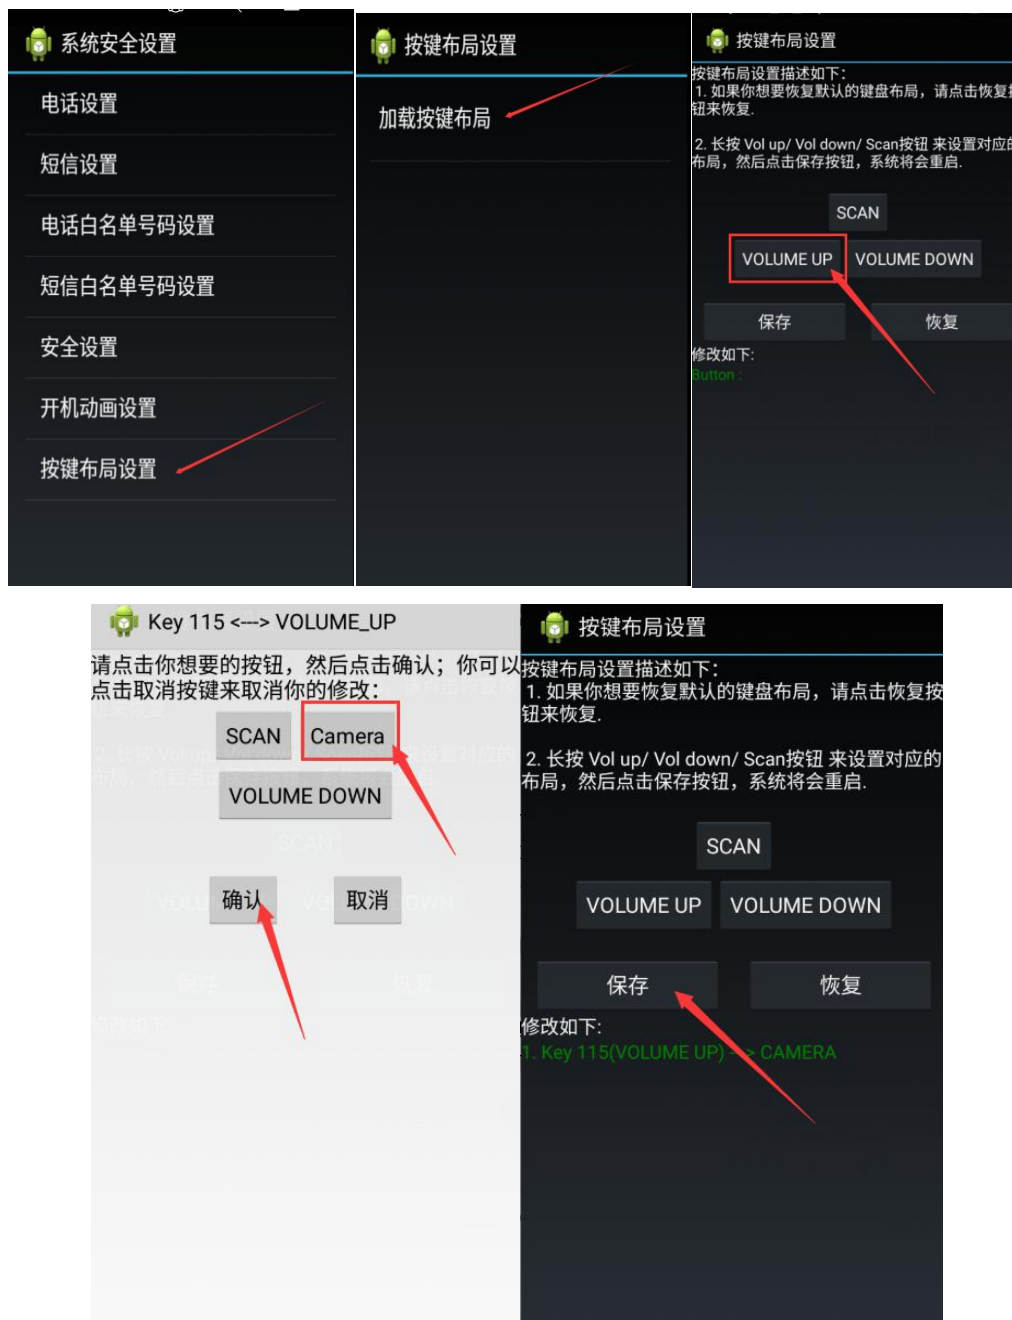 系统安全设置
电话设置
短信设置
电话白名单号码设置
短信白名单号码设置
安全设置
开机动画设置
按键布局设置
按键布局设置
加载按键布局
按键布局设置
按键布局设置描述如下:
1. 如果你想要恢复默认的键盘布局，请点击恢复
钮来恢复.
2. 长按 Vol up/ Vol down/ Scan按钮 来设置对应
布局，然后点击保存按钮，系统将会重启.
SCAN
VOLUME UP VOLUME DOWN
保存 恢复
修改如下:
Button :
Key 115 <---> VOLUME_UP
请点击你想要的按钮，然后点击确认；你可以
点击取消按键来取消你的修改：
SCAN Camera
VOLUME DOWN
确认 取消
按键布局设置
按键布局设置描述如下：
1. 如果你想要恢复默认的键盘布局，请点击恢复按
钮来恢复.
2. 长按 Vol up/ Vol down/ Scan按钮 来设置对应的
布局，然后点击保存按钮，系统将会重启.
SCAN
VOLUME UP VOLUME DOWN
保存 恢复
修改如下:
1. Key 115(VOLUME UP) ---> CAMERA